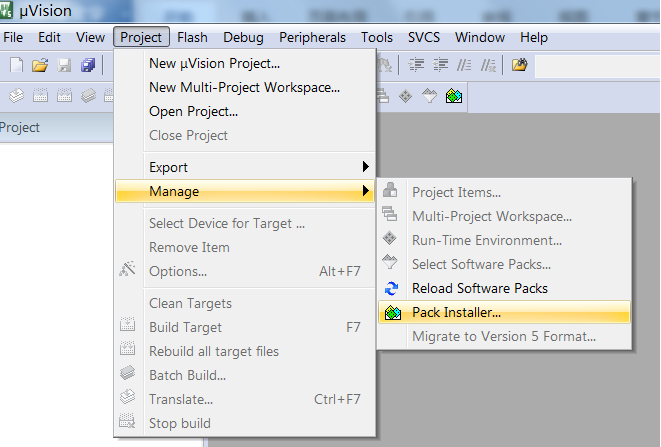 µVision
File Edit View Project Flash Debug Peripherals Tools SVCS Window Help
Project
New µVision Project...
New Multi-Project Workspace...
Open Project...
Close Project
Export
Manage
Select Device for Target ...
Remove Item
Options... Alt+F7
Clean Targets
Build Target F7
Rebuild all target files
Batch Build...
Translate... Ctrl+F7
Stop build
Project Items...
Multi-Project Workspace...
Run-Time Environment...
Select Software Packs...
Reload Software Packs
Pack Installer...
Migrate to Version 5 Format...